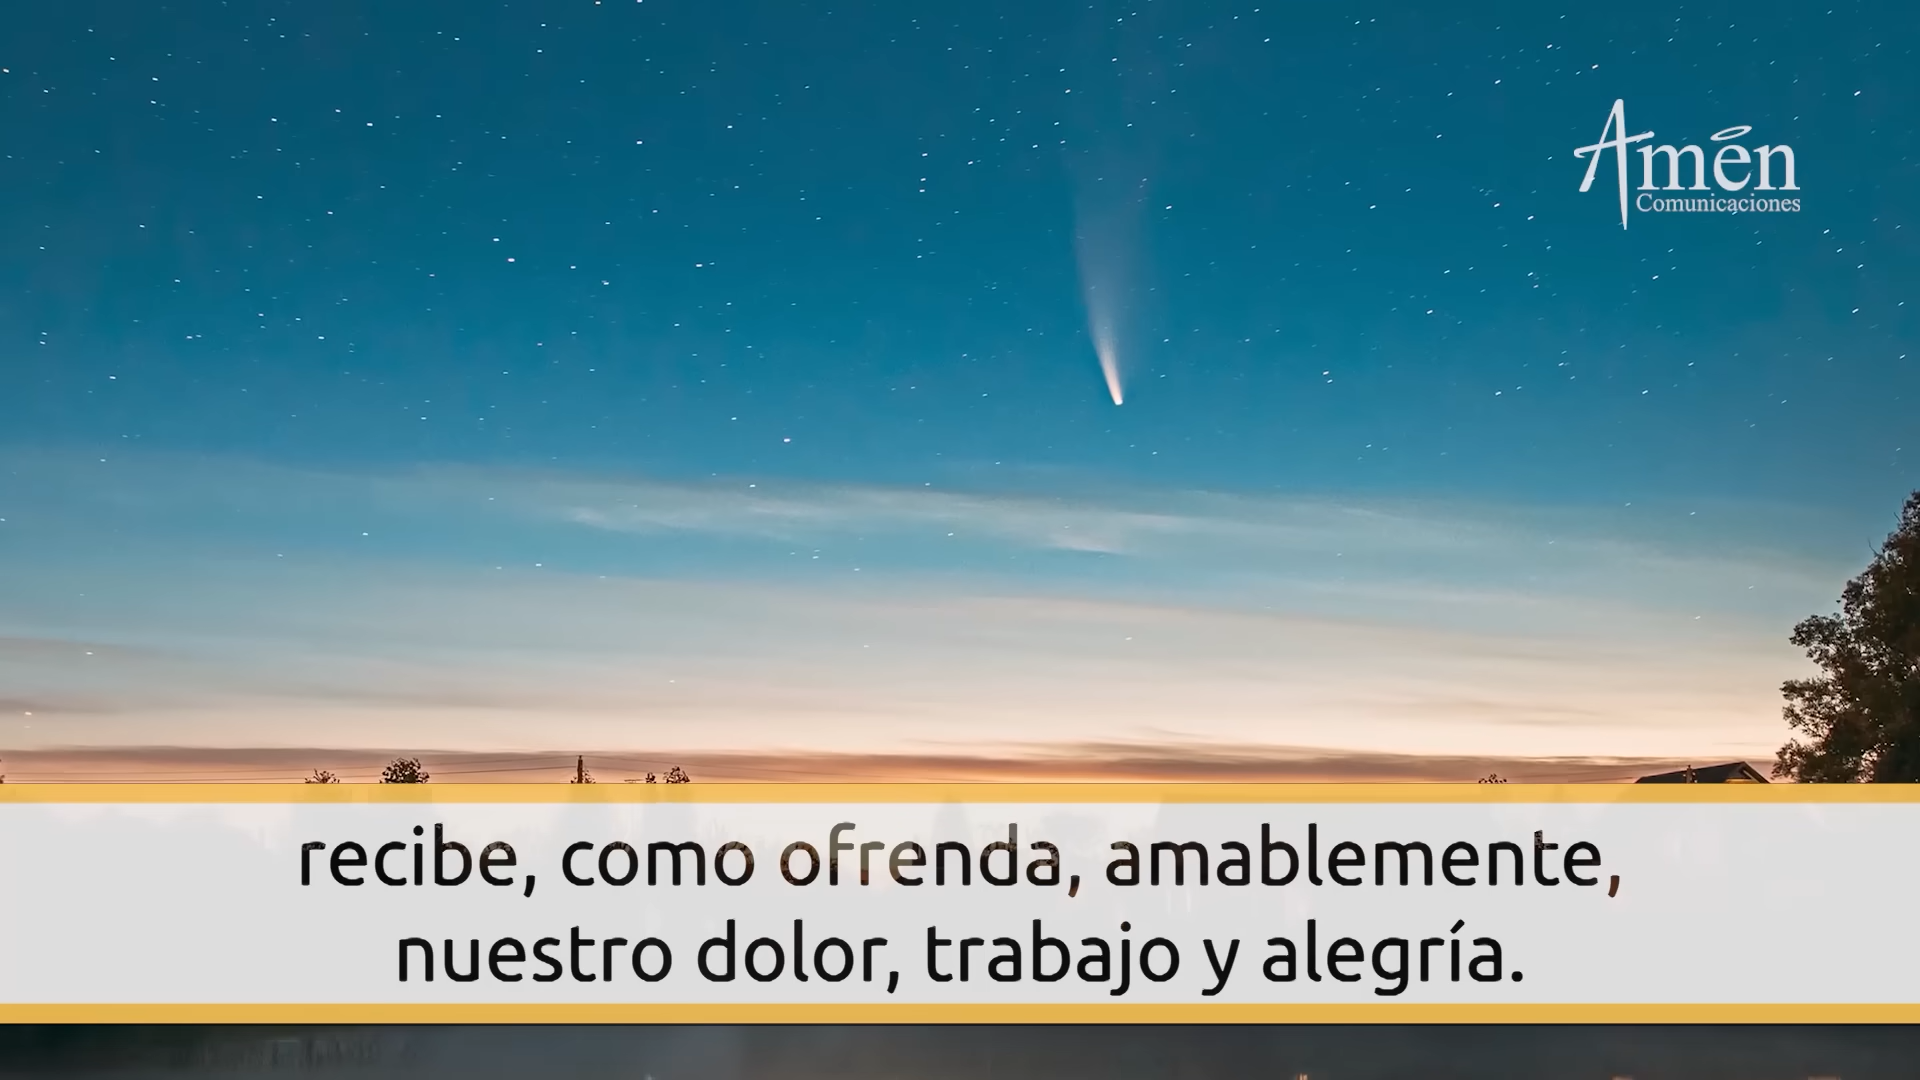 Amén
Comunicaciones
recibe, como ofrenda, amablemente,
nuestro dolor, trabajo y alegría.